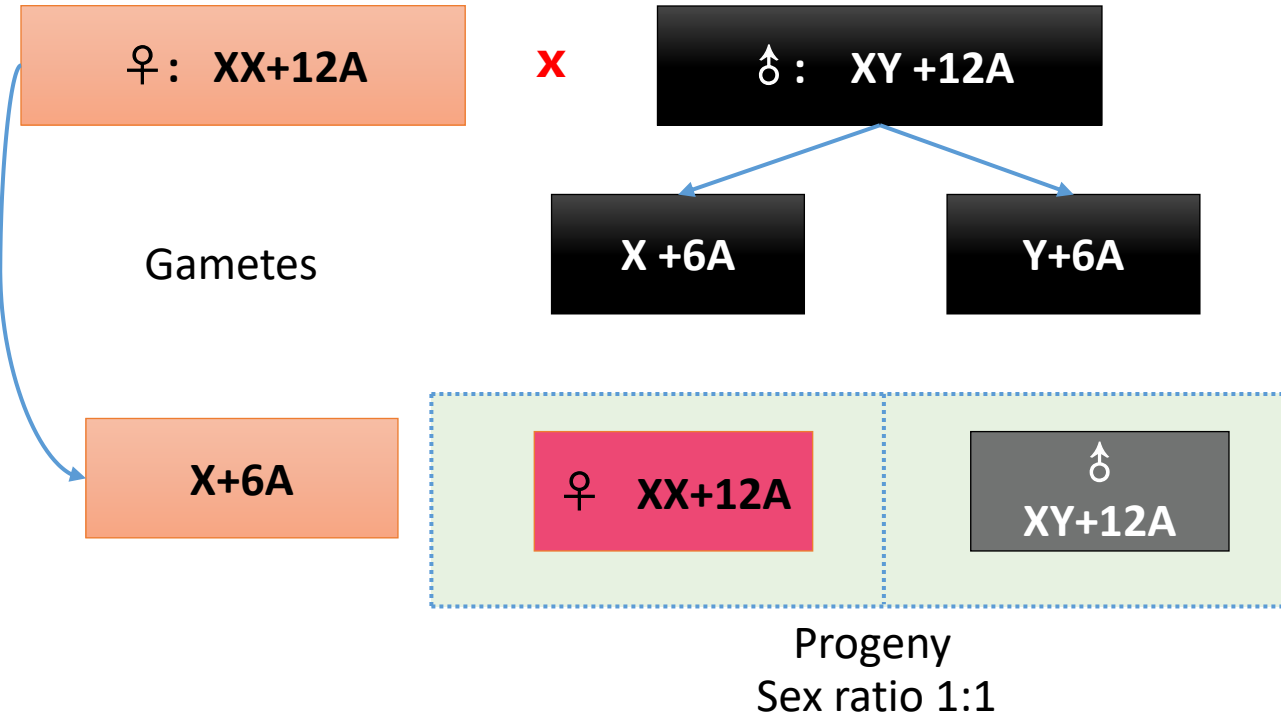 ♀: XX+12A
x
♂: XY +12A
Gametes
X +6A
Y+6A
X+6A
♀ XX+12A
♂
XY+12A
Progeny
Sex ratio 1:1